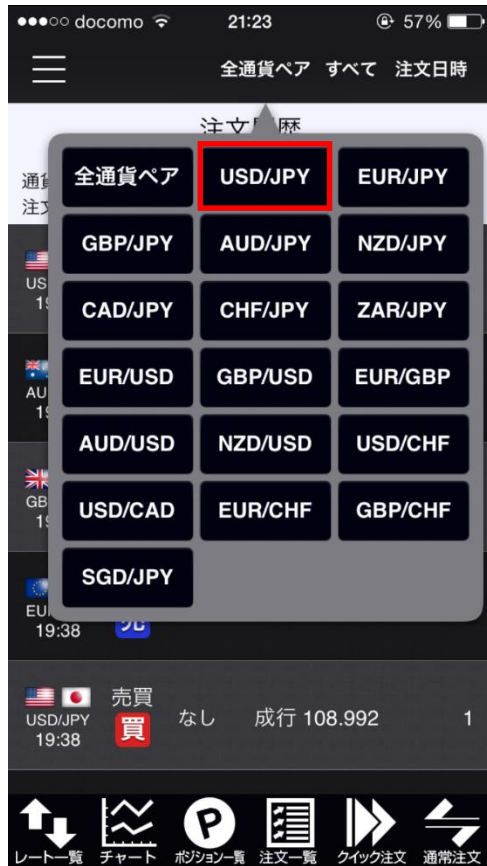 docomo 21:23 57%
全通貨ペア すべて 注文日時
注文 歴
全通貨ペア USD/JPY EUR/JPY
GBP/JPY AUD/JPY NZD/JPY
CAD/JPY CHF/JPY ZAR/JPY
EUR/USD GBP/USD EUR/GBP
AUD/USD NZD/USD USD/CHF
USD/CAD EUR/CHF GBP/CHF
SGD/JPY
19:38 売
売買
USD/JPY 買 なし 成行 108.992 1
19:38
レート一覧 チャート ポジション一覧 注文一覧 クイック注文 通常注文